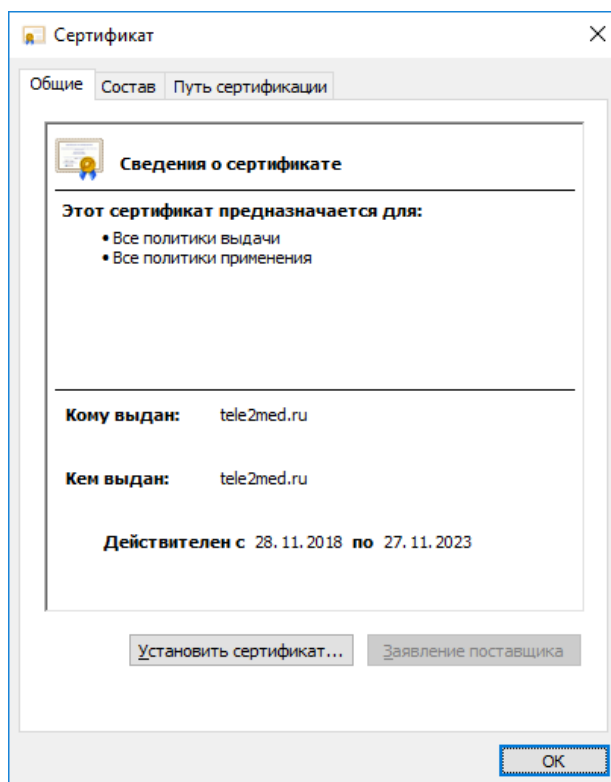 Сертификат
Общие Состав Путь сертификации
Сведения о сертификате
Этот сертификат предназначается для:
• Все политики выдачи
• Все политики применения
Кому выдан: tele2med.ru
Кем выдан: tele2med.ru
Действителен с 28.11.2018 по 27.11.2023
Установить сертификат... Заявление поставщика
ОК